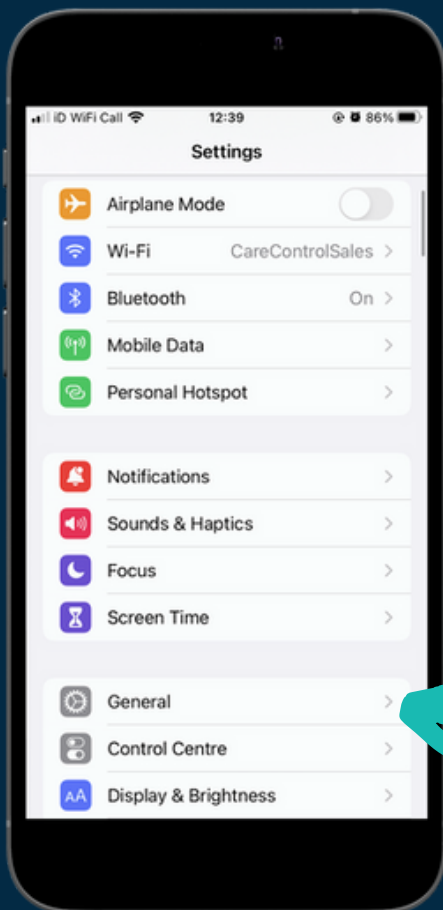 iD WiFi Call 12:39 86%
Settings
Airplane Mode
Wi-Fi CareControlSales
Bluetooth On
Mobile Data
Personal Hotspot
Notifications
Sounds & Haptics
Focus
Screen Time
General
Control Centre
AA Display & Brightness